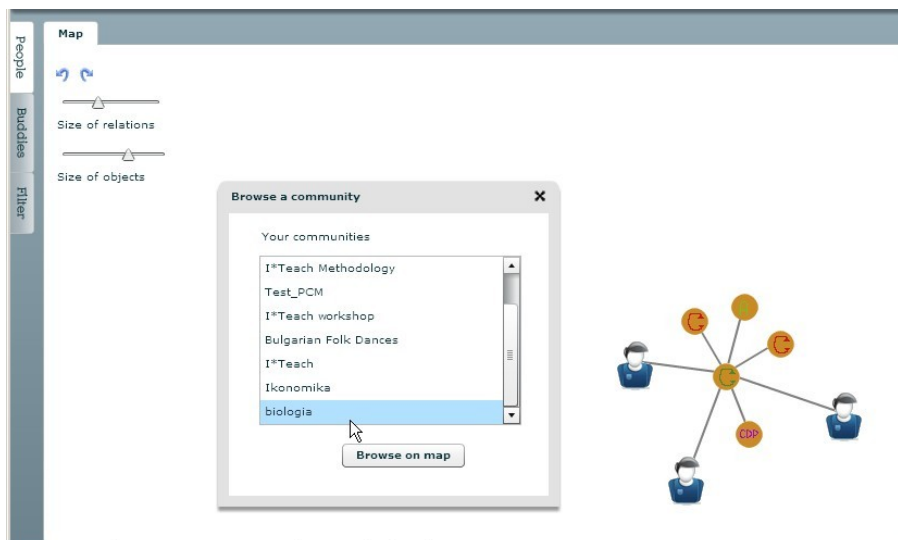 People
Buddies
Filter
Map
Size of relations
Size of objects
Browse a community
Your communities
I*Teach Methodology
Test_PCM
I*Teach workshop
Bulgarian Folk Dances
I*Teach
Ikonomika
biologia
Browse on map
CDP